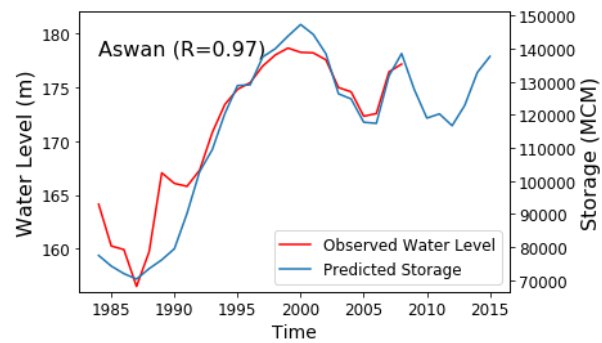 Aswan (R=0.97)
Water Level (m)
180
175
170
165
160
Storage (MCM)
150000
140000
130000
120000
110000
100000
90000
80000
70000
Observed Water Level
Predicted Storage
1985 1990 1995 2000 2005 2010 2015
Time